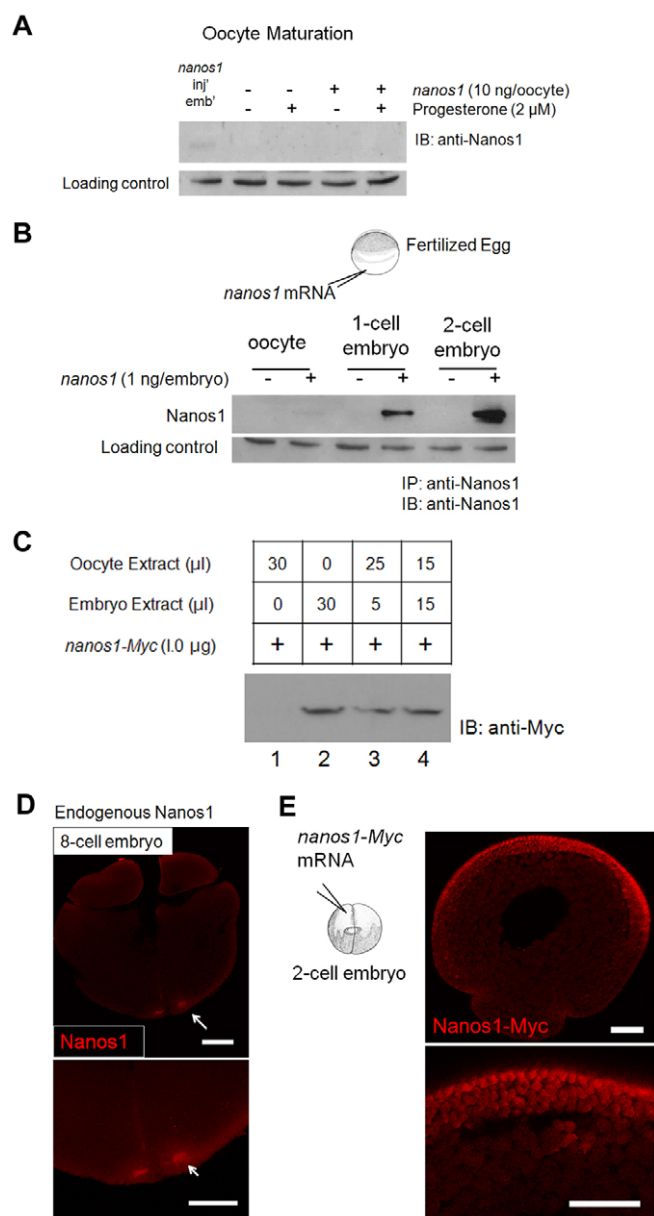 A
Oocyte Maturation
nanos1
inj'
emb'
- - + + nanos1 (10 ng/oocyte)
- + - + Progesterone (2 µM)
IB: anti-Nanos1
Loading control
B
Fertilized Egg
nanos1 mRNA
oocyte
1-cell
embryo
2-cell
embryo
nanos1 (1 ng/embryo) - + - + - +
Nanos1
Loading control
IP: anti-Nanos1
IB: anti-Nanos1
C
Oocyte Extract (µl) 30 0 25 15
Embryo Extract (µl) 0 30 5 15
nanos1-Myc (I.0 µg) + + + +
IB: anti-Myc
1 2 3 4
D
Endogenous Nanos1
8-cell embryo
Nanos1
E
nanos1-Myc
mRNA
2-cell embryo
Nanos1-Myc